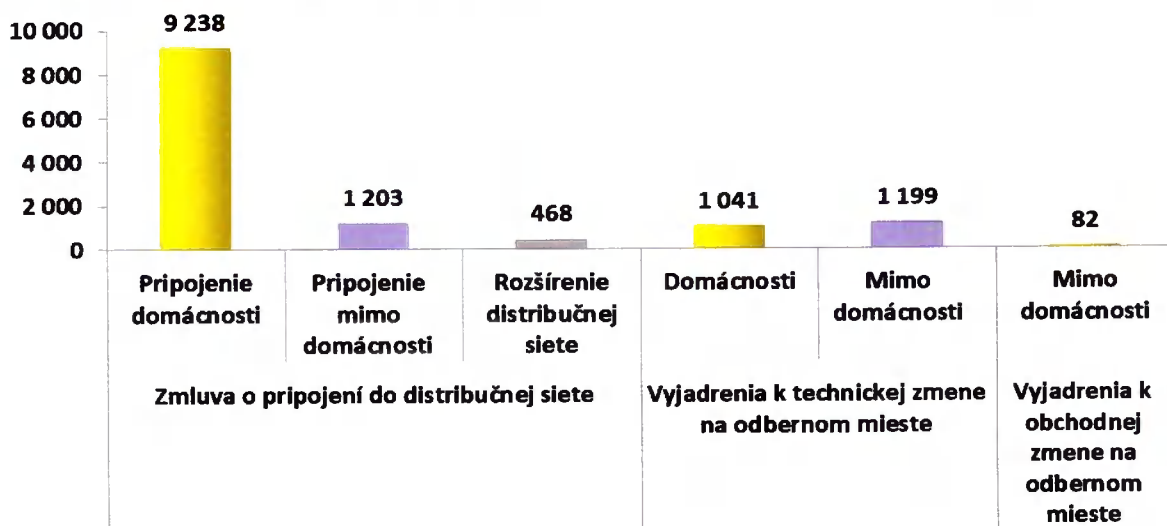 10 000
8 000
6 000
4 000
2 000
0
9 238
1 203
468
1 041
1 199
82
Pripojenie
domácnosti
Pripojenie
mimo
domácnosti
Rozšírenie
distribučnej
siete
Domácnosti
Mimo
domácnosti
Mimo
domácnosti
Zmluva o pripojení do distribučnej siete
Vyjadrenia k technickej zmene
na odbernom mieste
Vyjadrenia k
obchodnej
zmene na
odbernom
mieste